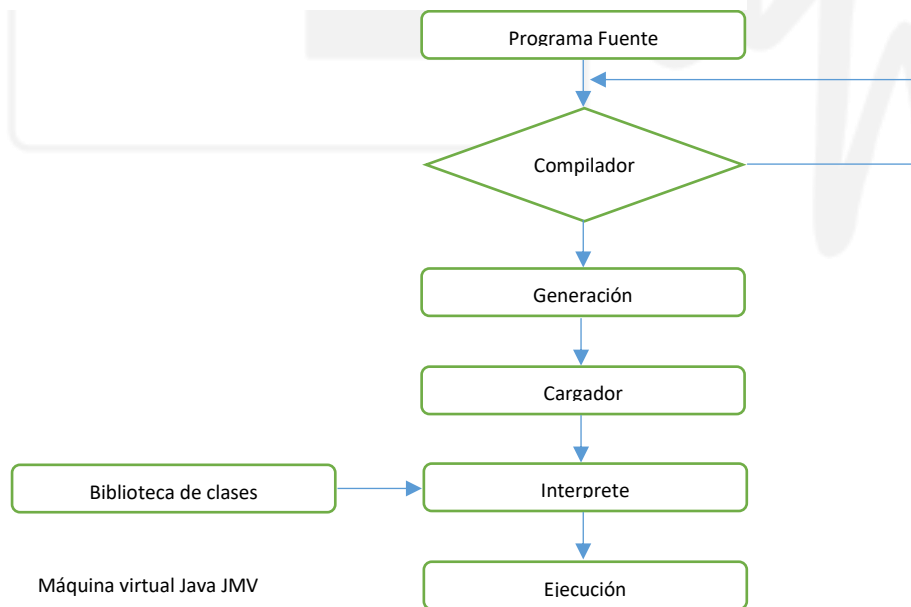 Programa Fuente
Compilador
Generación
Cargador
Biblioteca de clases
Interprete
Máquina virtual Java JMV
Ejecución